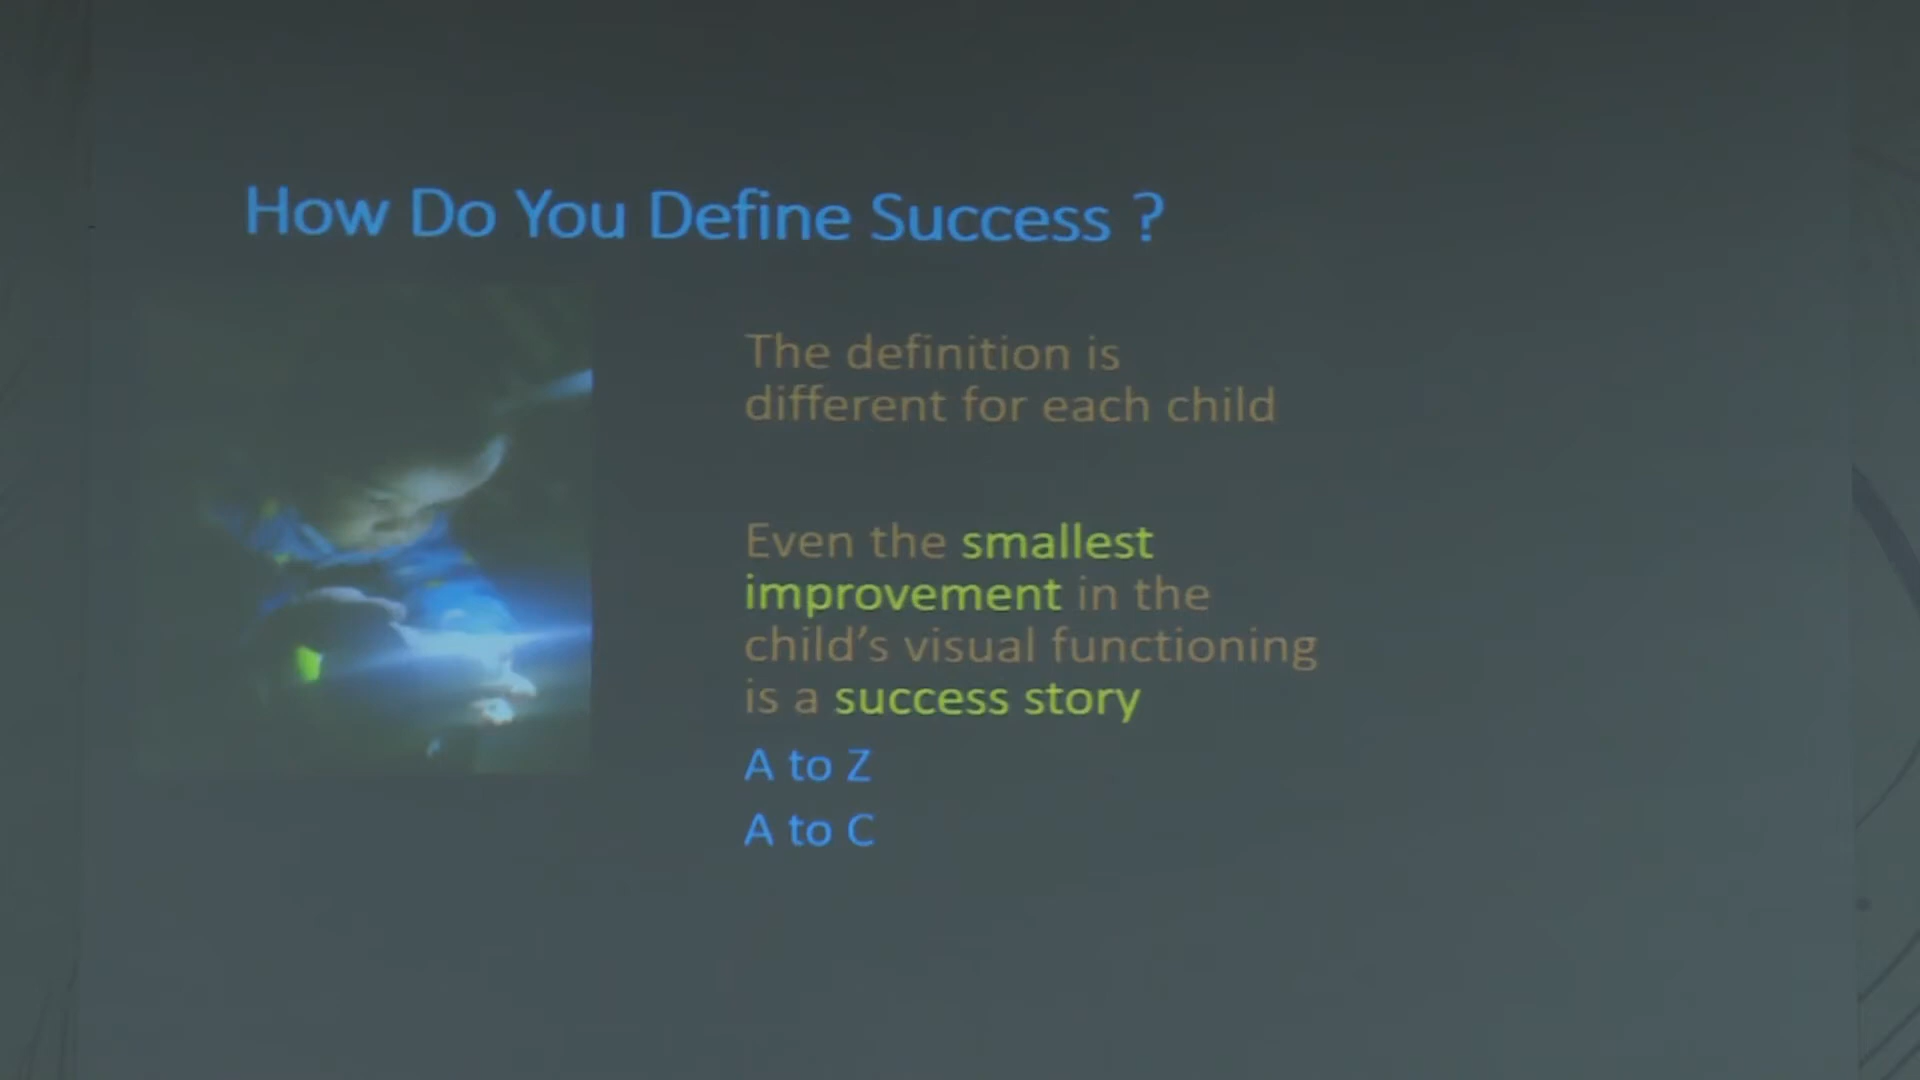 How Do You Define Success ?
The definition is
different for each child
Even the smallest
improvement in the
child’s visual functioning
is a success story
A to Z
A to C